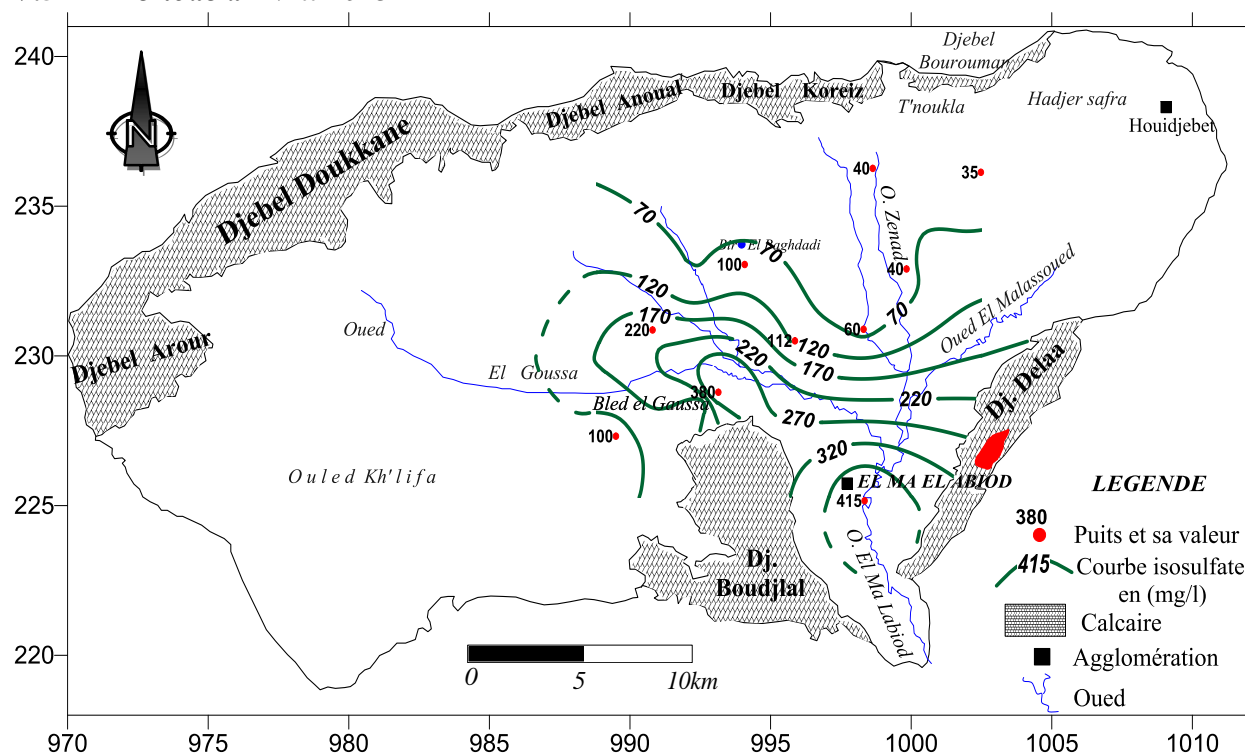 Djebel
Bourouman
240
Djebel Anoual
Djebel Koreiz
T'noukla
Hadjer safra
Houidjebet
N
Djebel Doukkane
40
35
235
O. Zenad
70
Bir El Baghdadi
70
100
40
Oued El Malassoued
120
70
170
Oued
220
60
112
120
230
Djebel Arour
220
170
El Goussa
Dj. Delaa
380
220
Bled el Gaussa
270
100
320
Ouled Kh'lifa
EL MA EL ABIOD
LEGENDE
225
415
380
Puits et sa valeur
O. El Ma Labiod
Dj.
Boudjlal
415
Courbe isosulfate
en (mg/l)
Calcaire
220
Agglomération
0 5 10km
Oued
970 975 980 985 990 995 1000 1005 1010